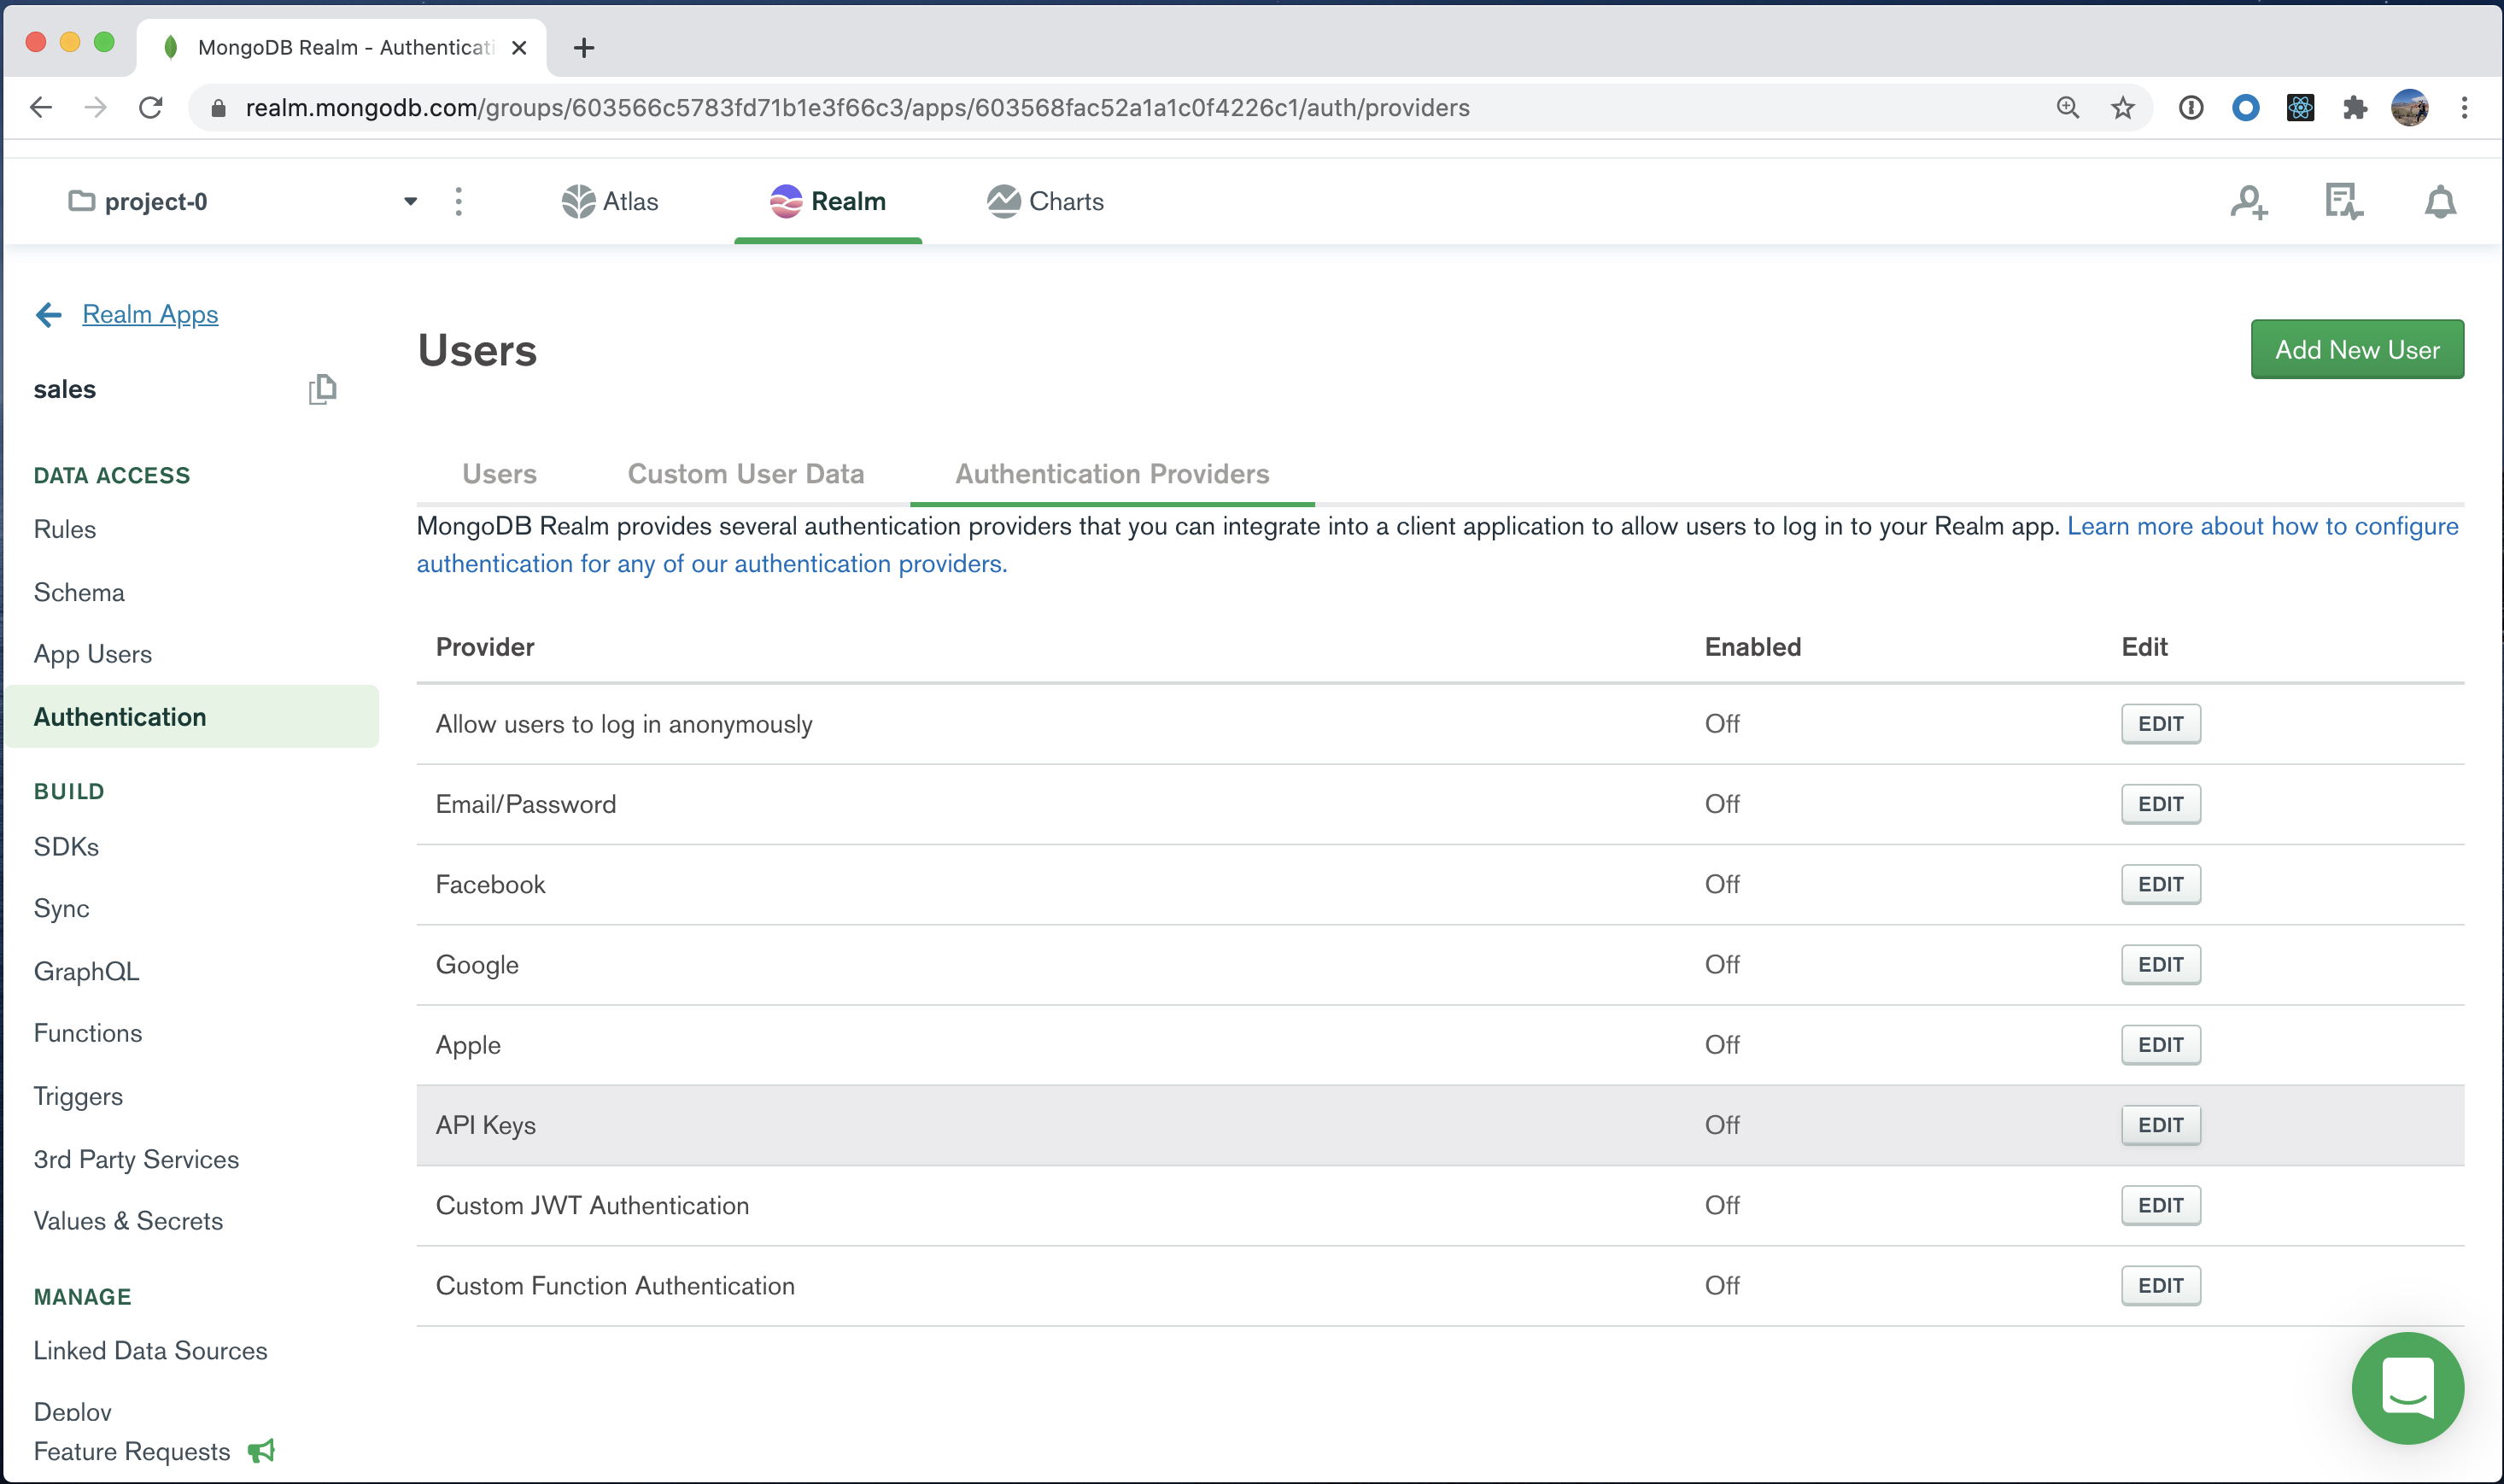 MongoDB Realm - Authenticati
realm.mongodb.com/groups/603566c5783fd71b1e3f66c3/apps/603568fac52a1a1c0f4226c1/auth/providers
project-0
Atlas
Realm
Charts
Realm Apps
sales
DATA ACCESS
Rules
Schema
App Users
Authentication
BUILD
SDKs
Sync
GraphQL
Functions
Triggers
3rd Party Services
Values & Secrets
MANAGE
Linked Data Sources
Deploy
Feature Requests
Users
Add New User
Users Custom User Data Authentication Providers
MongoDB Realm provides several authentication providers that you can integrate into a client application to allow users to log in to your Realm app. Learn more about how to configure
authentication for any of our authentication providers.
Provider Enabled Edit
Allow users to log in anonymously Off EDIT
Email/Password Off EDIT
Facebook Off EDIT
Google Off EDIT
Apple Off EDIT
API Keys Off EDIT
Custom JWT Authentication Off EDIT
Custom Function Authentication Off EDIT